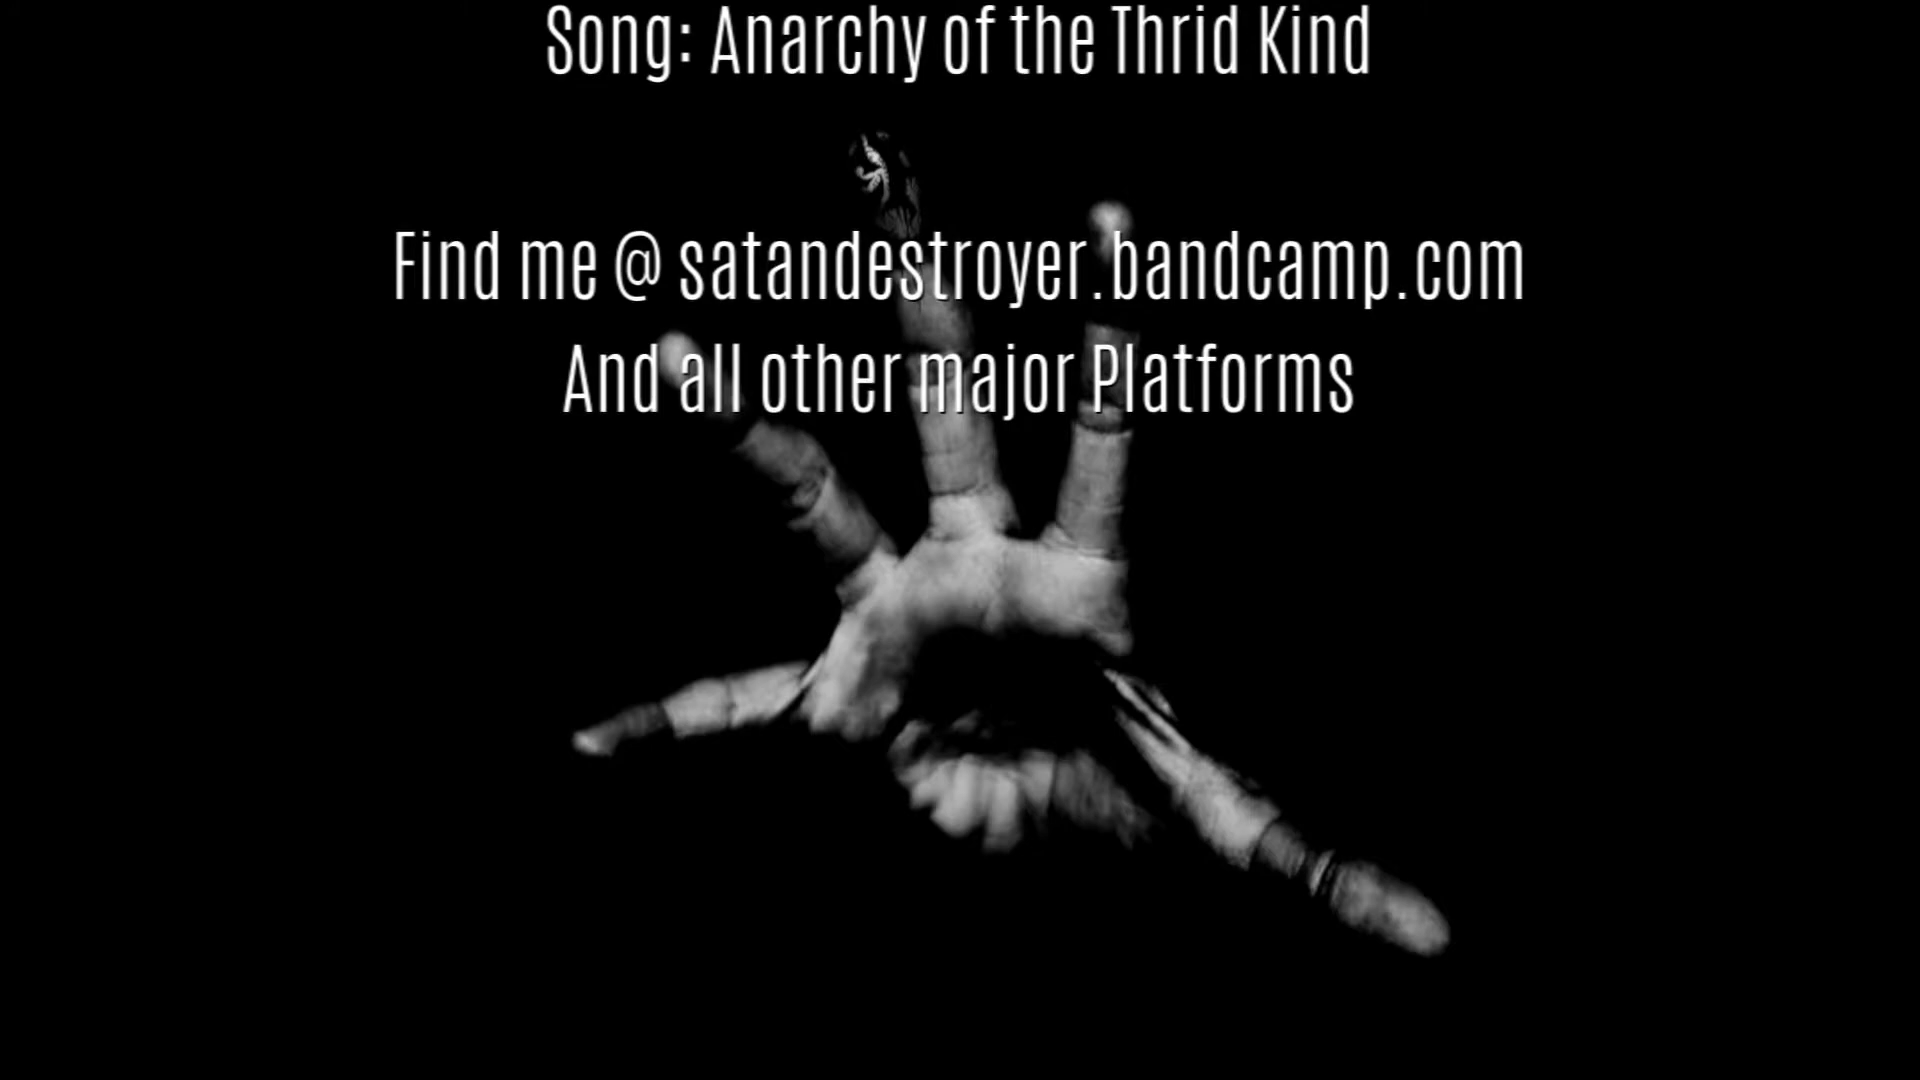 Song: Anarchy of the Thrid Kind
Find me @ satandestroyer.bandcamp.com
And all other major Platforms